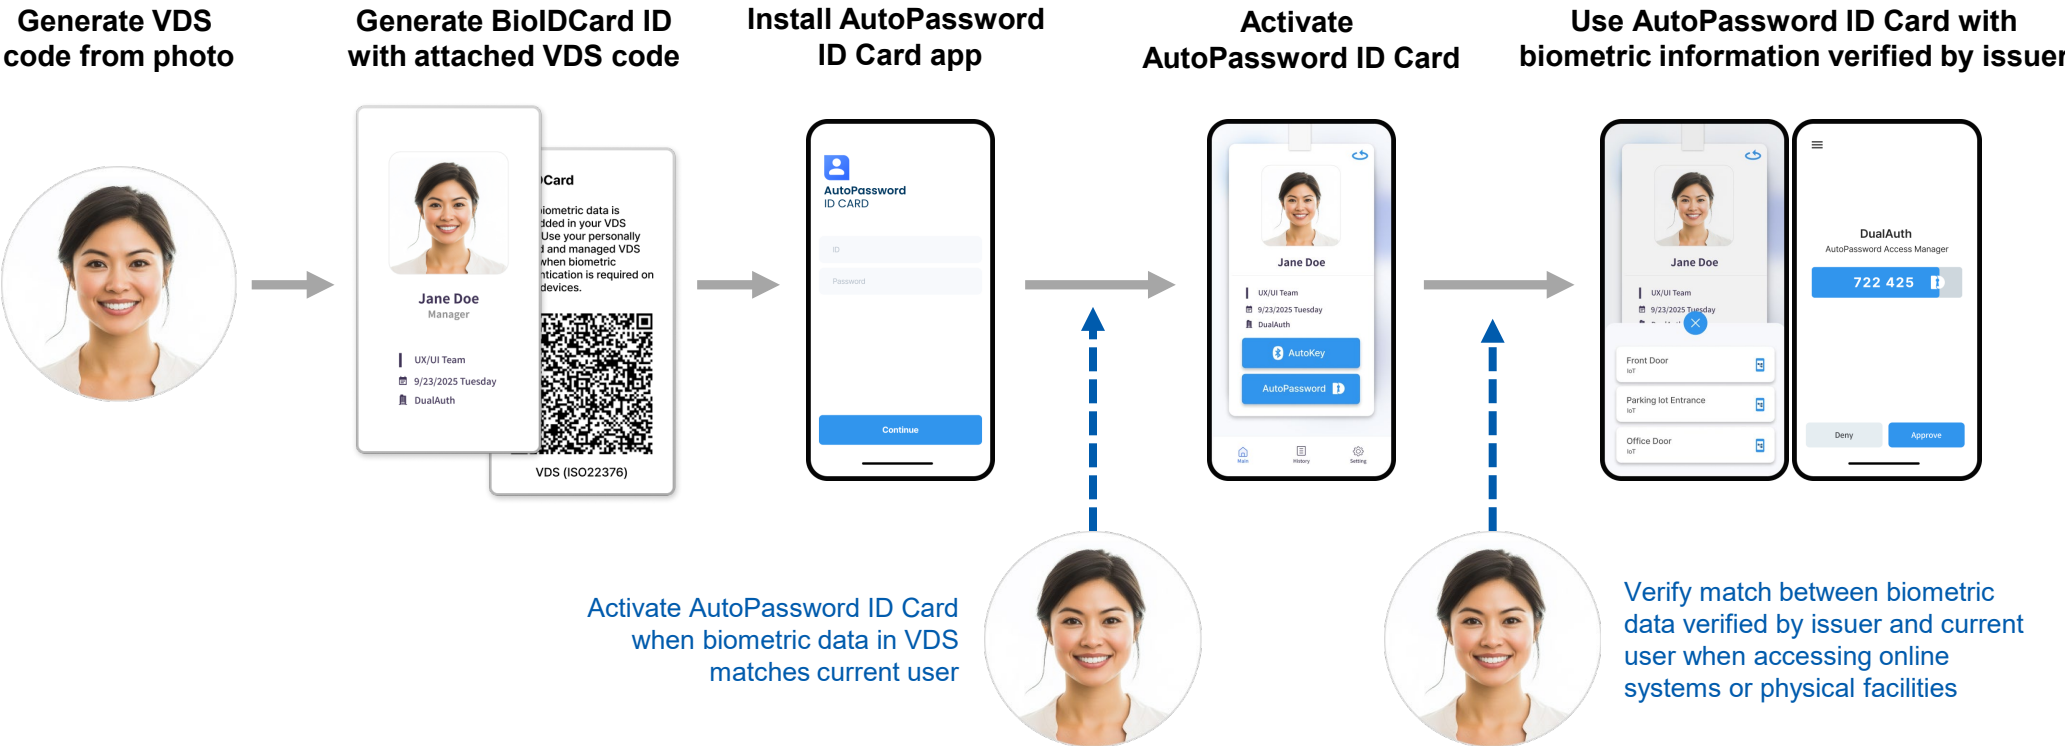 Generate VDS
code from photo
Generate BioIDCard ID
with attached VDS code
Install AutoPassword
ID Card app
Activate
AutoPassword ID Card
Use AutoPassword ID Card with
biometric information verified by issuer
Jane Doe
Manager
UX/UI Team
9/23/2025 Tuesday
DualAuth
data is
in your VDS
Use your personally
and managed VDS
biometric
is required on
devices.
VDS (ISO22376)
AutoPassword
ID CARD
ID
Password
Continue
Jane Doe
UX/UI Team
9/23/2025 Tuesday
DualAuth
AutoKey
AutoPassword
Main
History
Setting
Jane Doe
UX/UI Team
9/23/2025 Tuesday
Front Door
IoT
Parking lot Entrance
IoT
Office Door
IoT
DualAuth
AutoPassword Access Manager
722 425
Deny
Approve
Activate AutoPassword ID Card
when biometric data in VDS
matches current user
Verify match between biometric
data verified by issuer and current
user when accessing online
systems or physical facilities